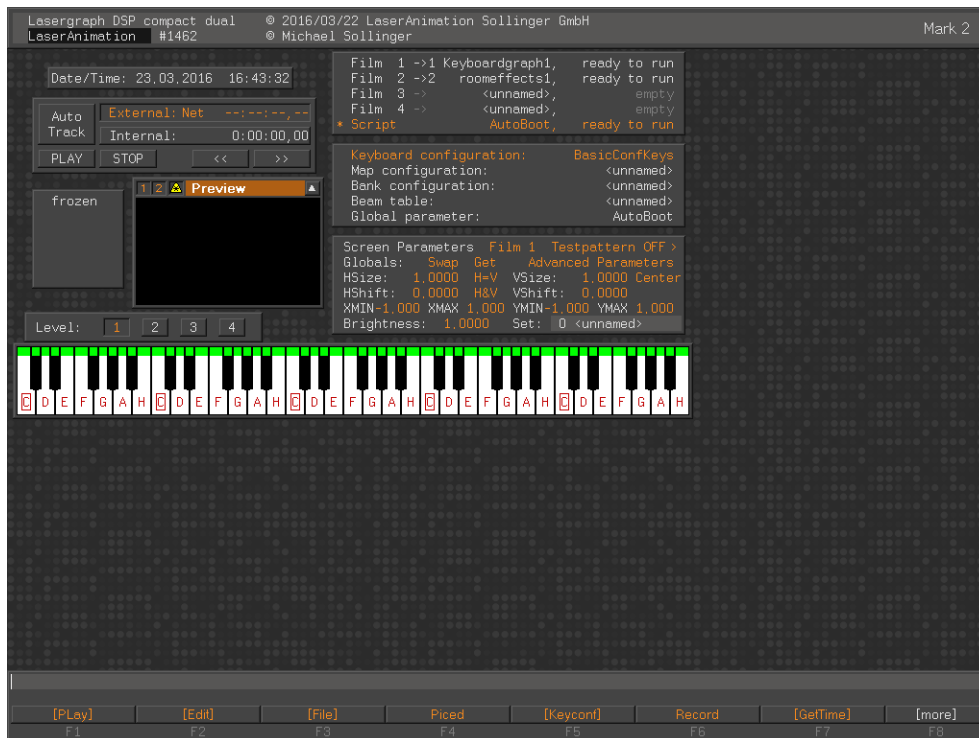 Lasergraph DSP compact dual © 2016/03/22 LaserAnimation Sollinger GmbH
LaserAnimation #1462 © Michael Sollinger
Mark 2
Date/Time: 23.03.2016 16:43:32
Auto Track
External: Net --:--:--,--
Internal: 0:00:00,00
PLAY STOP << >>
frozen
1 2 Preview
Level: 1 2 3 4
Film 1 ->1 Keyboardgraph1, ready to run
Film 2 ->2 roomeffects1, ready to run
Film 3 -> <unnamed>, empty
Film 4 -> <unnamed>, empty
* Script AutoBoot, ready to run
Keyboard configuration: BasicConfKeys
Map configuration: <unnamed>
Bank configuration: <unnamed>
Beam table: <unnamed>
Global parameter: AutoBoot
Screen Parameters Film 1 Testpattern OFF >
Globals: Swap Get Advanced Parameters
HSize: 1,0000 H=V VSize: 1,0000 Center
HShift: 0,0000 H&V VShift: 0,0000
XMIN-1,000 XMAX 1,000 YMIN-1,000 YMAX 1,000
Brightness: 1,0000 Set: 0 <unnamed>
C D E F G A H C D E F G A H C D E F G A H C D E F G A H C D E F G A H
[PLay] [Edit] [File] Piced [Keyconf] Record [GetTime] [more]
F1 F2 F3 F4 F5 F6 F7 F8